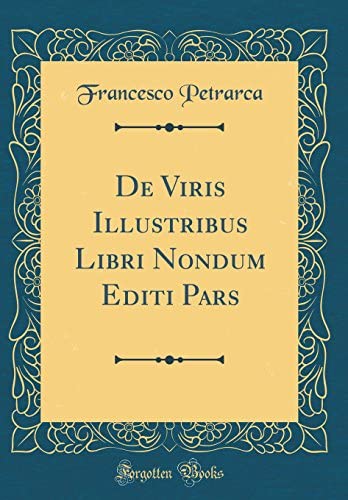 Francesco Petrarca
De Viris
Illustribus
Libri Nondum
Editi Pars
Forgotten Books